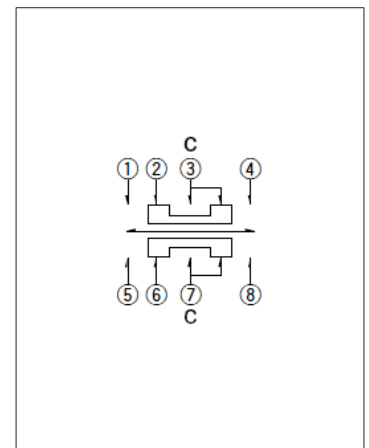 C
① ② ③ ④
⑤ ⑥ ⑦ ⑧
C